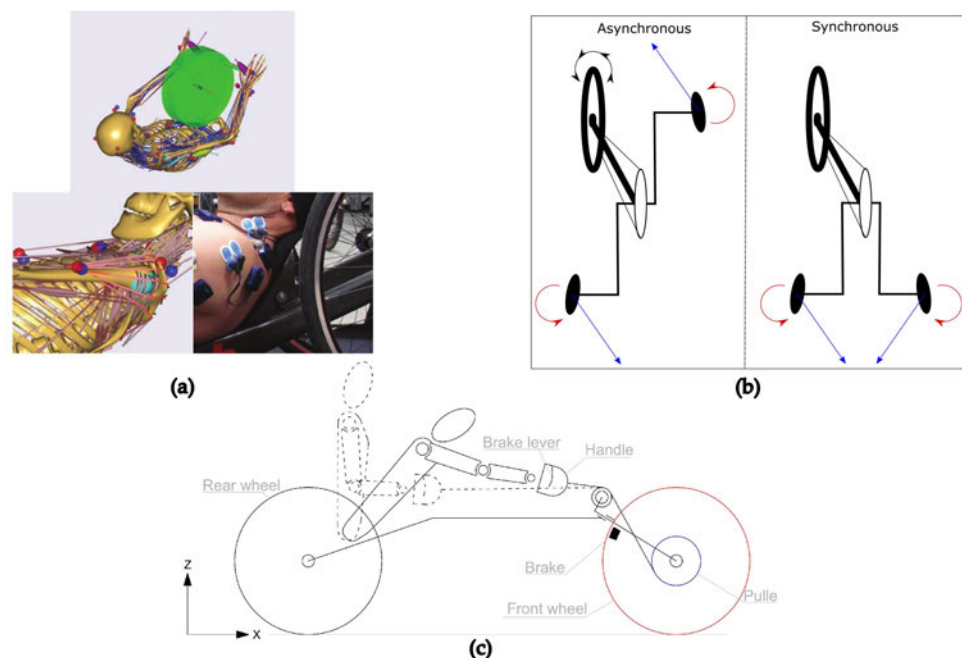 Asynchronous
Synchronous
(a)
(b)
Brake lever
Handle
Rear wheel
Z
X
Brake
Front wheel
Pulle
(c)